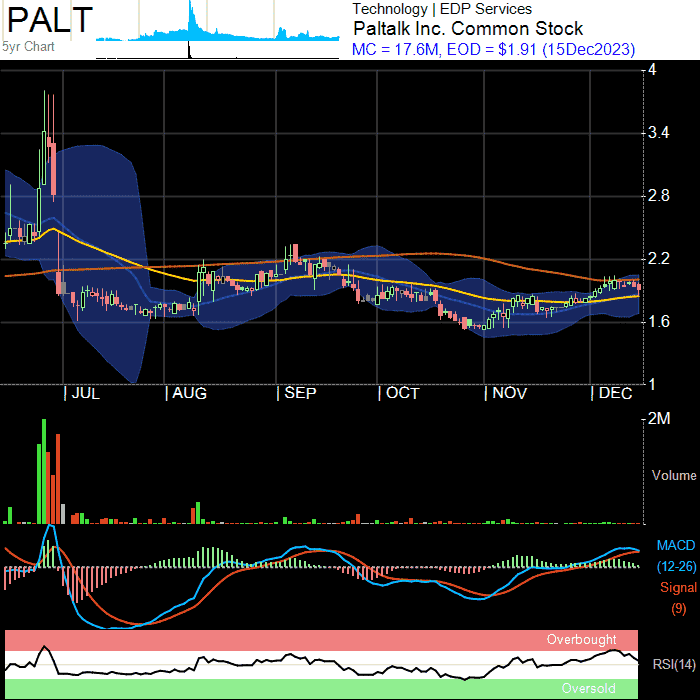 PALT
5yr Chart
Technology | EDP Services
Paltalk Inc. Common Stock
MC = 17.6M, EOD = $1.91 (15Dec2023)
4
3.4
2.8
2.2
1.6
1
| JUL | AUG | SEP | OCT | NOV | DEC
2M
Volume
MACD
(12-26)
Signal
(9)
Overbought
RSI(14)
Oversold